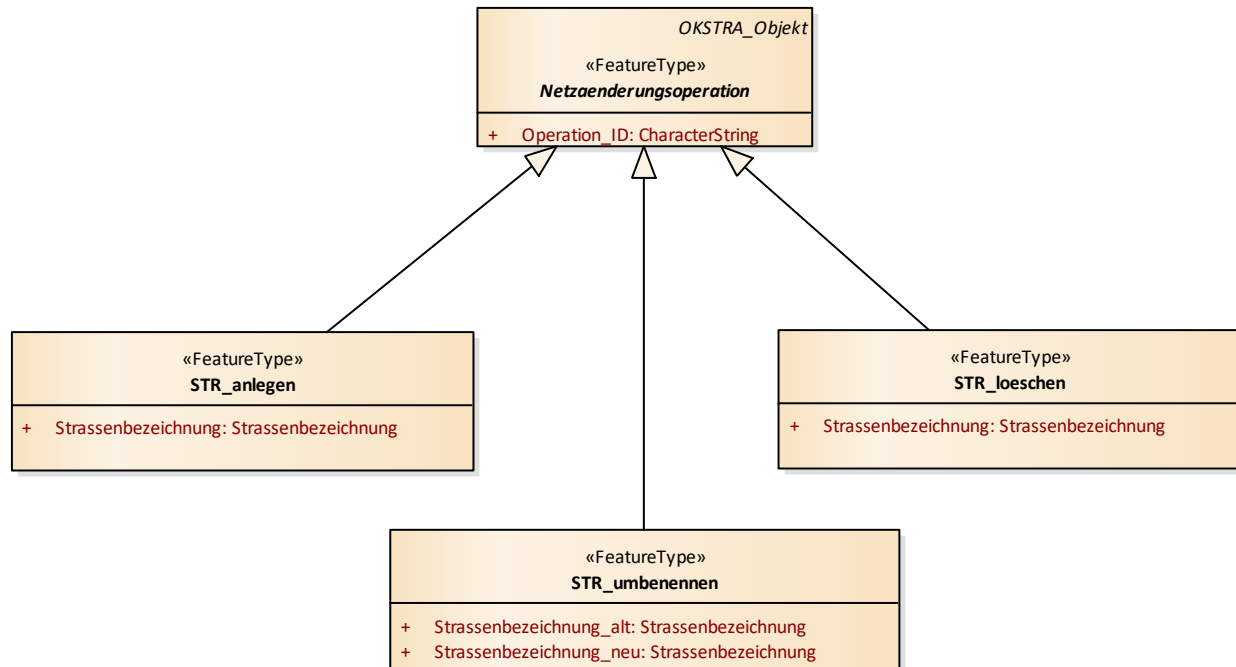 OKSTRA_Objekt
«FeatureType»
Netzaenderungsoperation
+ Operation_ID: CharacterString
«FeatureType»
STR_anlegen
+ Strassenbezeichnung: Strassenbezeichnung
«FeatureType»
STR_loeschen
+ Strassenbezeichnung: Strassenbezeichnung
«FeatureType»
STR_umbenennen
+ Strassenbezeichnung_alt: Strassenbezeichnung
+ Strassenbezeichnung_neu: Strassenbezeichnung